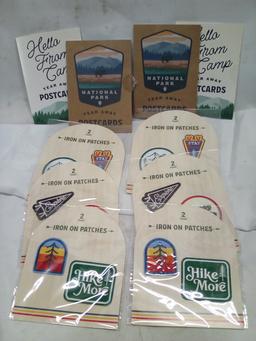 Hello
From
Camp
TEAR AWAY
POSTCARDS
NATIONAL
PARK
TEAR AWAY
POSTCARDS
NATIONAL
PARK
TEAR AWAY
POSTCARDS
Hello
From
Camp
TEAR AWAY
POSTCARDS
2
IRON ON PATCHES
2
IRON ON PATCHES
2
IRON ON PATCHES
2
IRON ON PATCHES
2
IRON ON PATCHES
Hike
More
2
IRON ON PATCHES
Hike
More